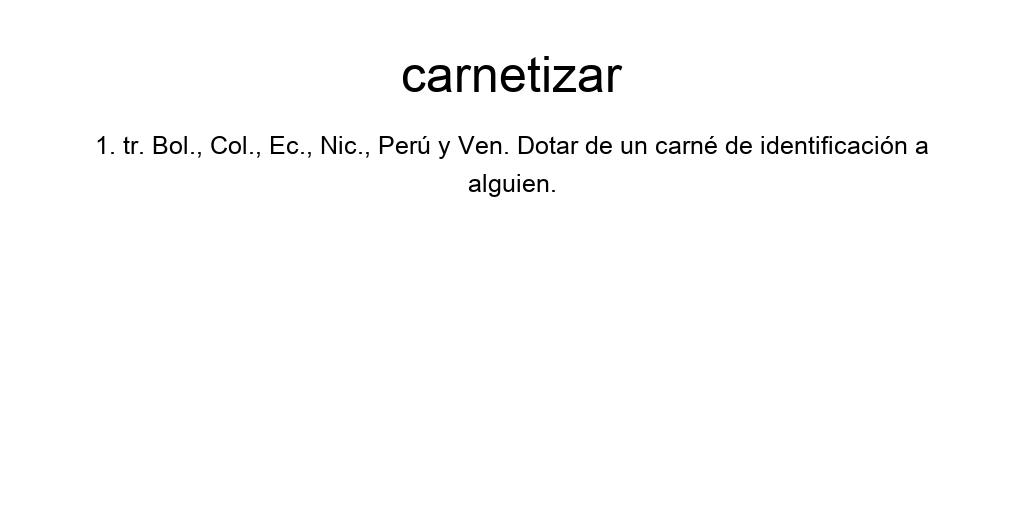 carnetizar
1. tr. Bol., Col., Ec., Nic., Perú y Ven. Dotar de un carné de identificación a
alguien.